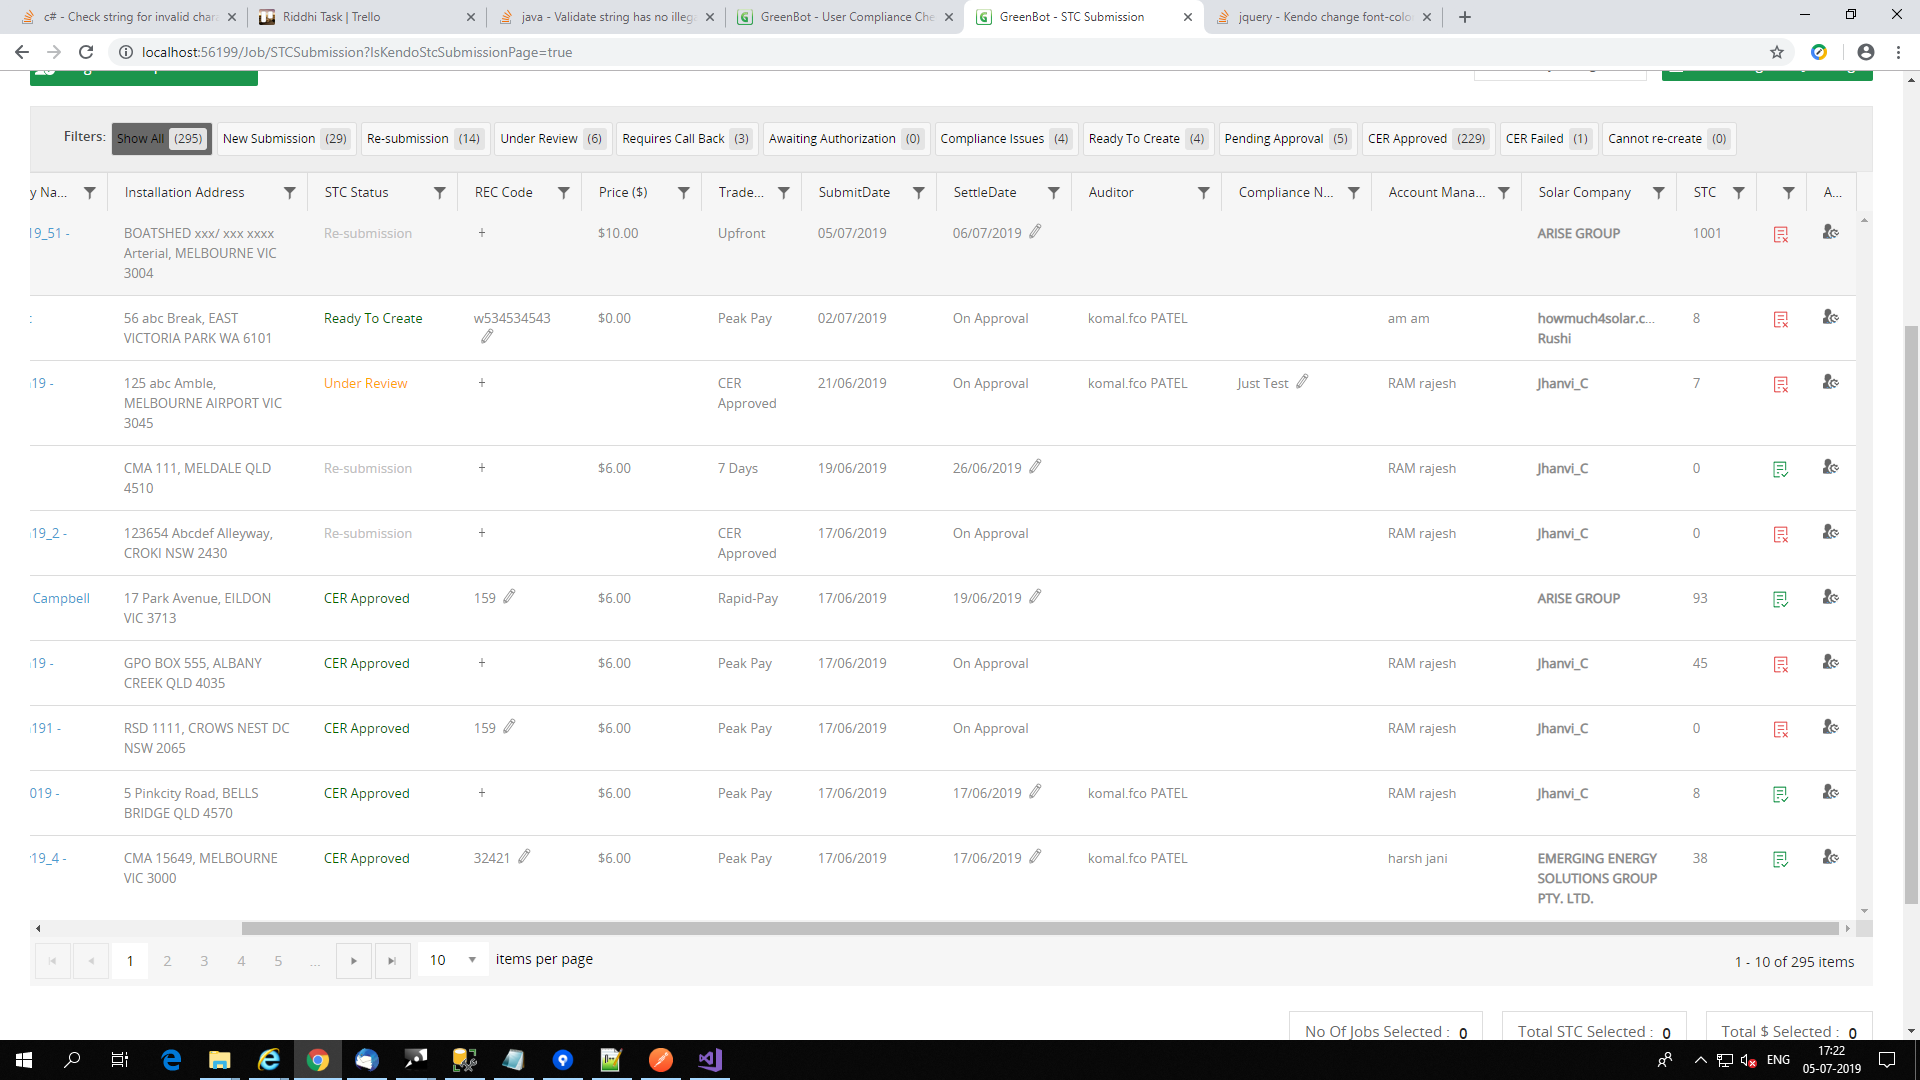 c# - Check string for invalid chara
Riddhi Task | Trello
java - Validate string has no illeg
GreenBot - User Compliance Che
GreenBot - STC Submission
jquery - Kendo change font-colo
localhost:56199/Job/STCSubmission?IsKendoStcSubmissionPage=true
Filters: Show All (295) New Submission (29) Re-submission (14) Under Review (6) Requires Call Back (3) Awaiting Authorization (0) Compliance Issues (4) Ready To Create (4) Pending Approval (5) CER Approved (229) CER Failed (1) Cannot re-create (0)
y Na... Installation Address STC Status REC Code Price ($) Trade... SubmitDate SettleDate Auditor Compliance N... Account Mana... Solar Company STC A...
19_51 - BOATSHED xxx/ xxx xxxx Re-submission + $10.00 Upfront 05/07/2019 06/07/2019 ARISE GROUP 1001
Arterial, MELBOURNE VIC
3004
56 abc Break, EAST Ready To Create w534534543 $0.00 Peak Pay 02/07/2019 On Approval komal.fco PATEL am am howmuch4solar.c... 8
VICTORIA PARK WA 6101 Rushi
19 - 125 abc Amble, Under Review + CER 21/06/2019 On Approval komal.fco PATEL Just Test RAM rajesh Jhanvi_C 7
MELBOURNE AIRPORT VIC Approved
3045
CMA 111, MELDALE QLD Re-submission + $6.00 7 Days 19/06/2019 26/06/2019 RAM rajesh Jhanvi_C 0
4510
19_2 - 123654 Abcdef Alleyway, Re-submission + CER 17/06/2019 On Approval RAM rajesh Jhanvi_C 0
CROKI NSW 2430 Approved
Campbell 17 Park Avenue, EILDON CER Approved 159 $6.00 Rapid-Pay 17/06/2019 19/06/2019 ARISE GROUP 93
VIC 3713
19 - GPO BOX 555, ALBANY CER Approved + $6.00 Peak Pay 17/06/2019 On Approval RAM rajesh Jhanvi_C 45
CREEK QLD 4035
191 - RSD 1111, CROWS NEST DC CER Approved 159 $6.00 Peak Pay 17/06/2019 On Approval RAM rajesh Jhanvi_C 0
NSW 2065
019 - 5 Pinkcity Road, BELLS CER Approved + $6.00 Peak Pay 17/06/2019 17/06/2019 komal.fco PATEL RAM rajesh Jhanvi_C 8
BRIDGE QLD 4570
19_4 - CMA 15649, MELBOURNE CER Approved 32421 $6.00 Peak Pay 17/06/2019 17/06/2019 komal.fco PATEL harsh jani EMERGING ENERGY 38
VIC 3000 SOLUTIONS GROUP
PTY. LTD.
1 2 3 4 5 ... 10 items per page 1 - 10 of 295 items
No Of Jobs Selected : 0 Total STC Selected : 0 Total $ Selected : 0
ENG 17:22
05-07-2019